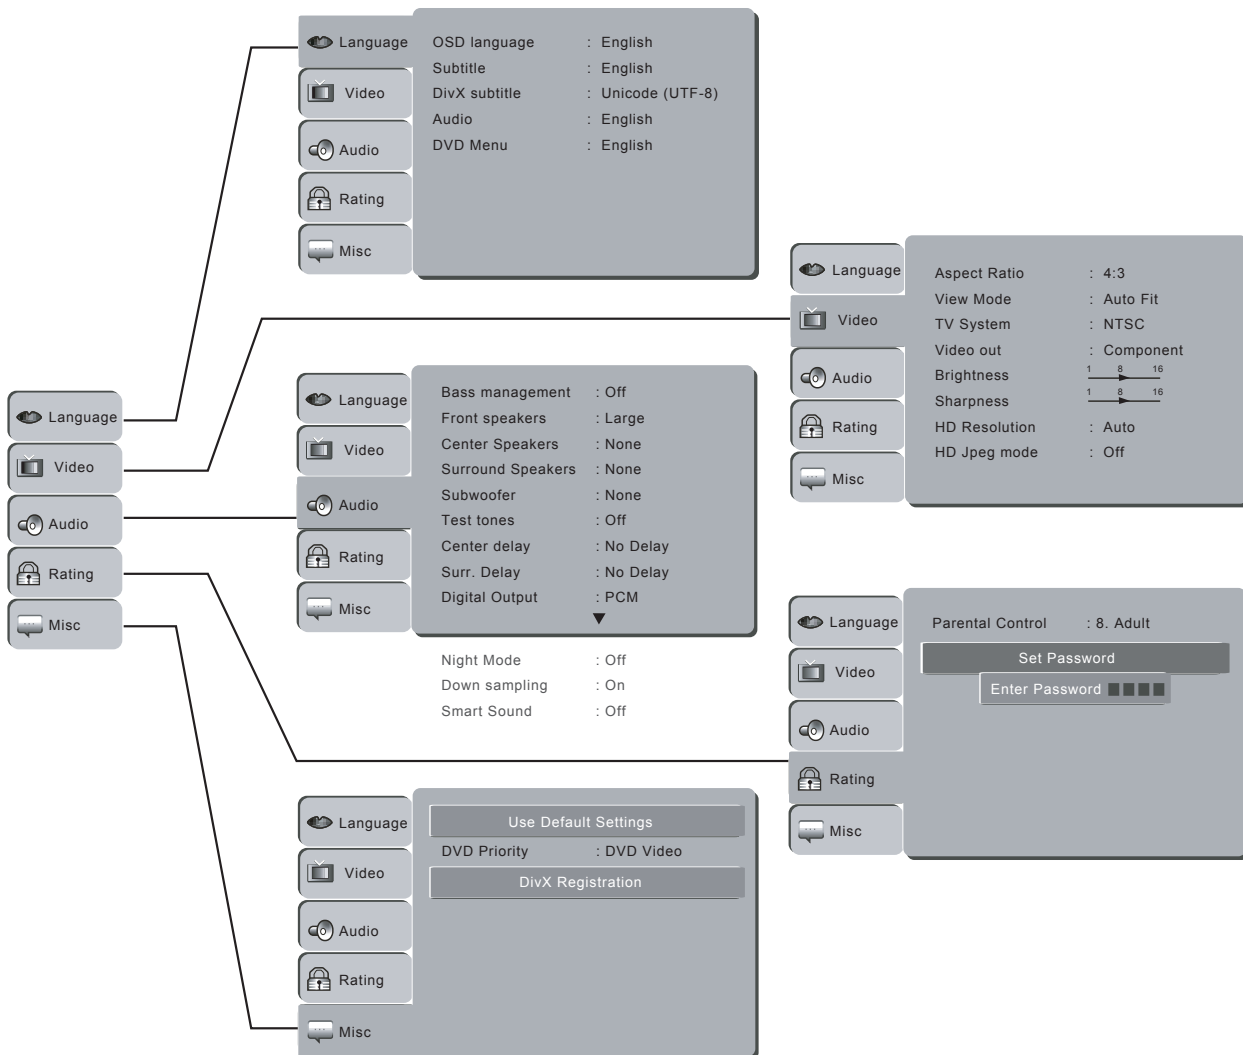 Language
Video
Audio
Rating
Misc
Language
Video
Audio
Rating
Misc
OSD language : English
Subtitle : English
DivX subtitle : Unicode (UTF-8)
Audio : English
DVD Menu : English
Language
Video
Audio
Rating
Misc
Aspect Ratio : 4:3
View Mode : Auto Fit
TV System : NTSC
Video out : Component
Brightness 1 8 16
Sharpness 1 8 16
HD Resolution : Auto
HD Jpeg mode : Off
Language
Video
Audio
Rating
Misc
Bass management : Off
Front speakers : Large
Center Speakers : None
Surround Speakers : None
Subwoofer : None
Test tones : Off
Center delay : No Delay
Surr. Delay : No Delay
Digital Output : PCM
Night Mode : Off
Down sampling : On
Smart Sound : Off
Language
Video
Audio
Rating
Misc
Parental Control : 8. Adult
Set Password
Enter Password
Language
Video
Audio
Rating
Misc
Use Default Settings
DVD Priority : DVD Video
DivX Registration